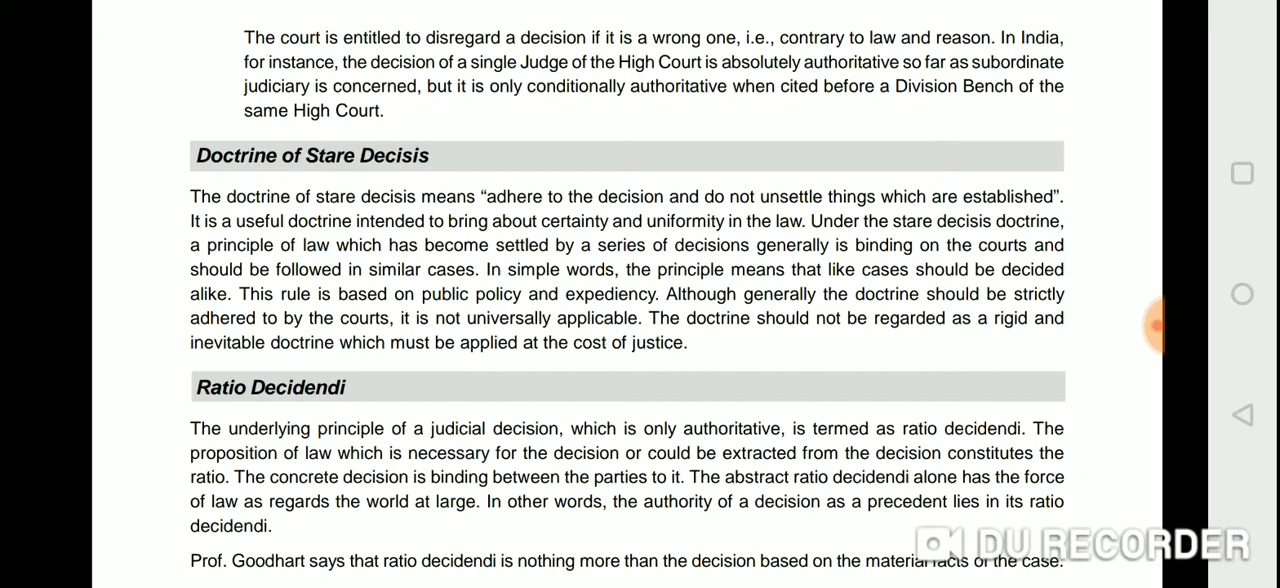 The court is entitled to disregard a decision if it is a wrong one, i.e., contrary to law and reason. In India,
for instance, the decision of a single Judge of the High Court is absolutely authoritative so far as subordinate
judiciary is concerned, but it is only conditionally authoritative when cited before a Division Bench of the
same High Court.
Doctrine of Stare Decisis
The doctrine of stare decisis means “adhere to the decision and do not unsettle things which are established”.
It is a useful doctrine intended to bring about certainty and uniformity in the law. Under the stare decisis doctrine,
a principle of law which has become settled by a series of decisions generally is binding on the courts and
should be followed in similar cases. In simple words, the principle means that like cases should be decided
alike. This rule is based on public policy and expediency. Although generally the doctrine should be strictly
adhered to by the courts, it is not universally applicable. The doctrine should not be regarded as a rigid and
inevitable doctrine which must be applied at the cost of justice.
Ratio Decidendi
The underlying principle of a judicial decision, which is only authoritative, is termed as ratio decidendi. The
proposition of law which is necessary for the decision or could be extracted from the decision constitutes the
ratio. The concrete decision is binding between the parties to it. The abstract ratio decidendi alone has the force
of law as regards the world at large. In other words, the authority of a decision as a precedent lies in its ratio
decidendi.
Prof. Goodhart says that ratio decidendi is nothing more than the decision based on the material facts of the case.
DU RECORDER